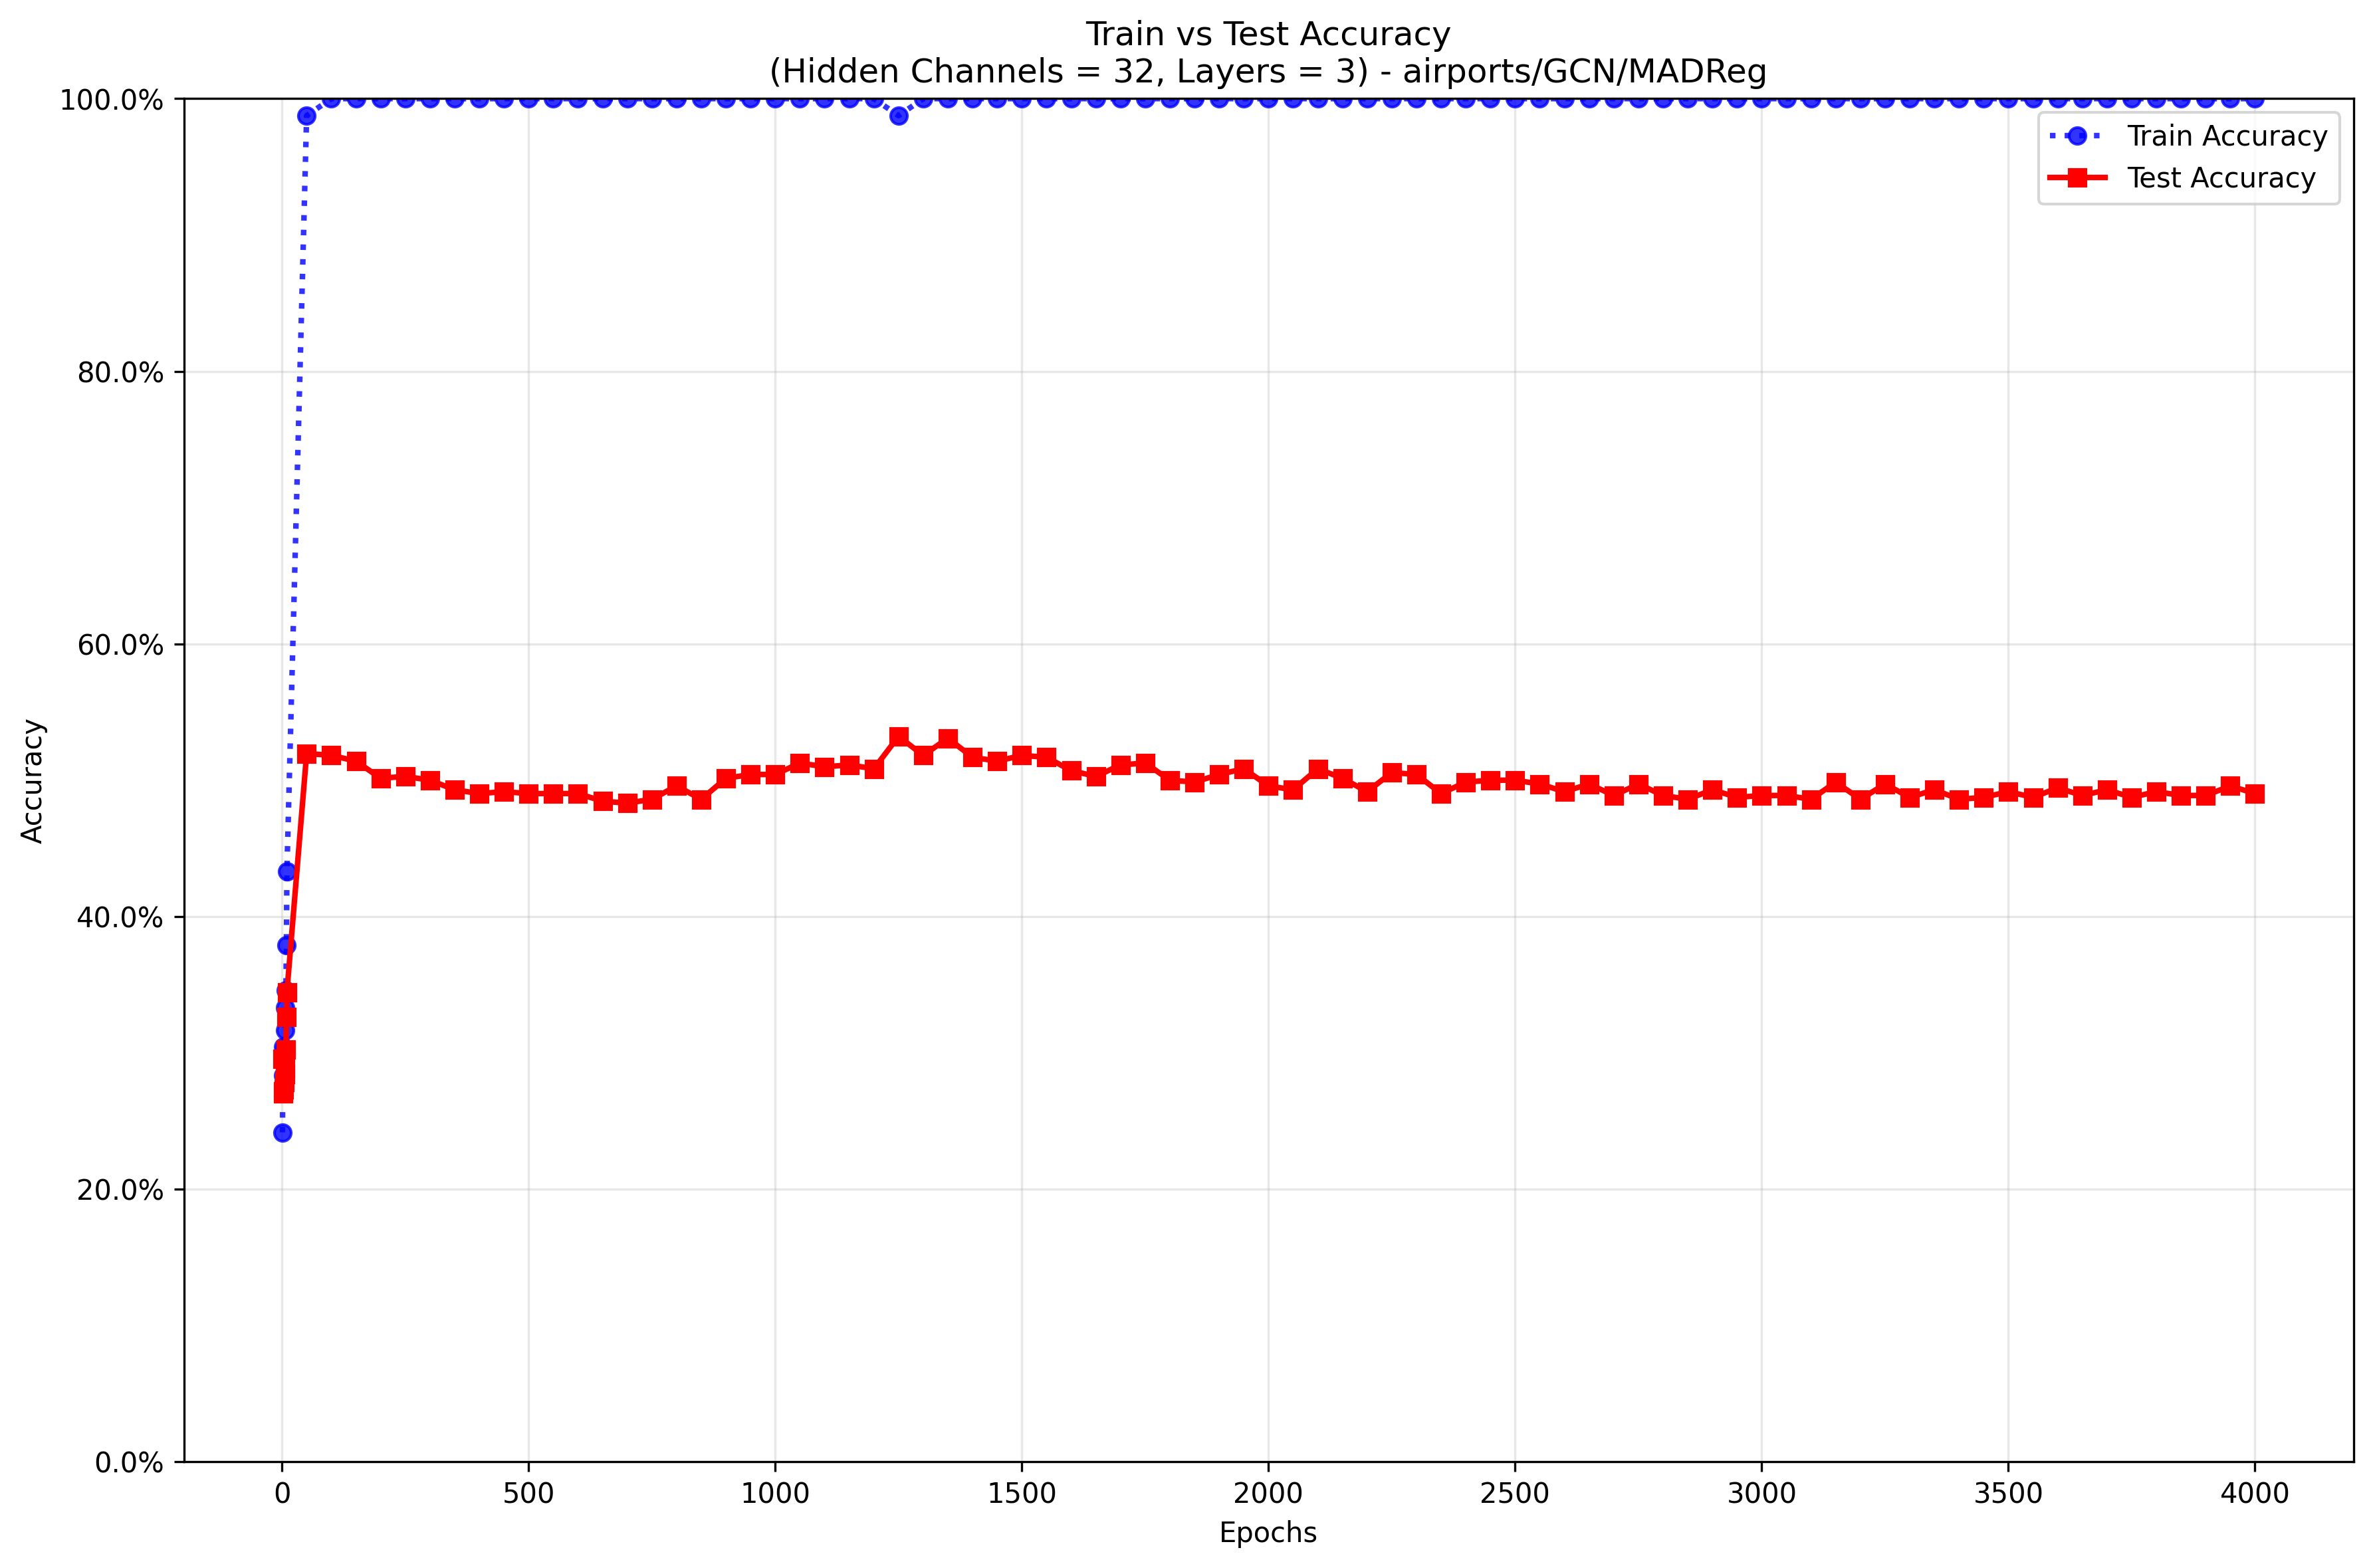 Train vs Test Accuracy
(Hidden Channels = 32, Layers = 3) - airports/GCN/MADReg
100.0%
80.0%
60.0%
40.0%
20.0%
0.0%
Accuracy
Train Accuracy
Test Accuracy
0 500 1000 1500 2000 2500 3000 3500 4000
Epochs